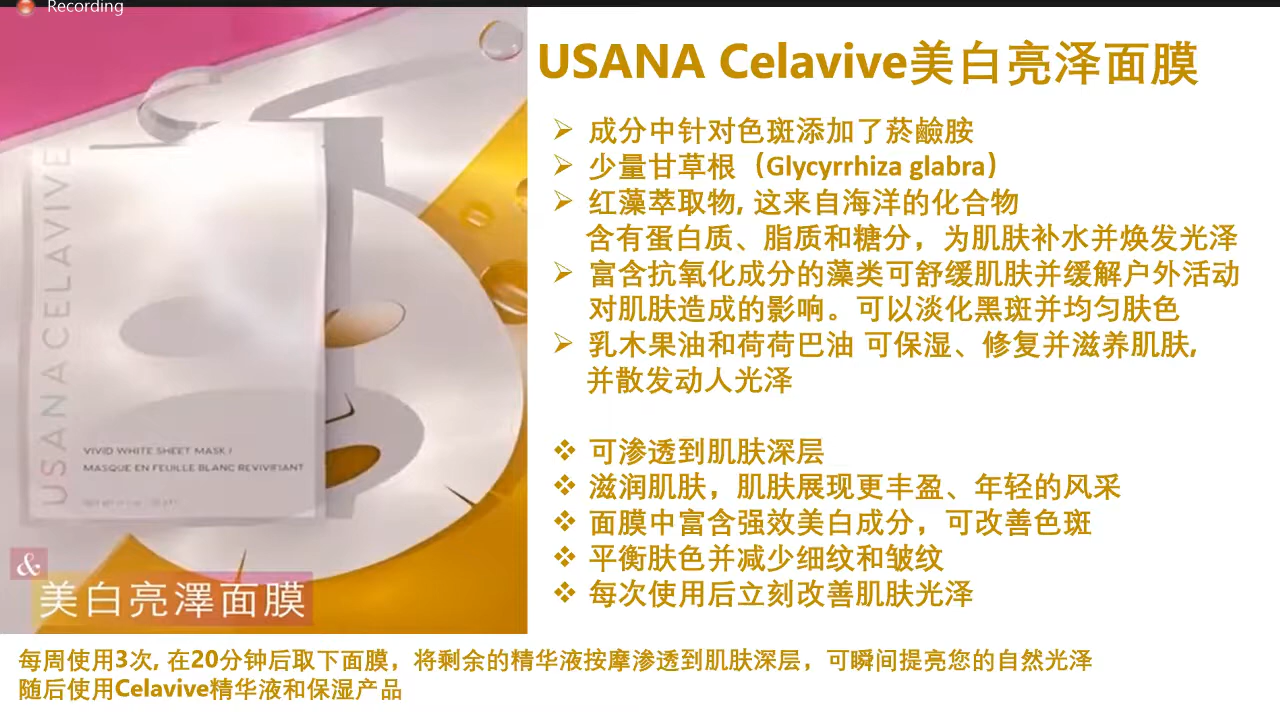 Recording
USANA Celavive美白亮泽面膜
成分中针对色斑添加了菸鹼胺
少量甘草根（Glycyrrhiza glabra）
红藻萃取物, 这来自海洋的化合物
含有蛋白质、脂质和糖分，为肌肤补水并焕发光泽
富含抗氧化成分的藻类可舒缓肌肤并缓解户外活动
对肌肤造成的影响。可以淡化黑斑并均匀肤色
乳木果油和荷荷巴油 可保湿、修复并滋养肌肤,
并散发动人光泽
可渗透到肌肤深层
滋润肌肤，肌肤展现更丰盈、年轻的风采
面膜中富含强效美白成分，可改善色斑
平衡肤色并减少细纹和皱纹
每次使用后立刻改善肌肤光泽
USANACELAVIVE
VIVID WHITE SHEET MASK /
MASQUE EN FEUILLE BLANC REVIVIFIANT
&
美白亮澤面膜
每周使用3次, 在20分钟后取下面膜，将剩余的精华液按摩渗透到肌肤深层，可瞬间提亮您的自然光泽
随后使用Celavive精华液和保湿产品